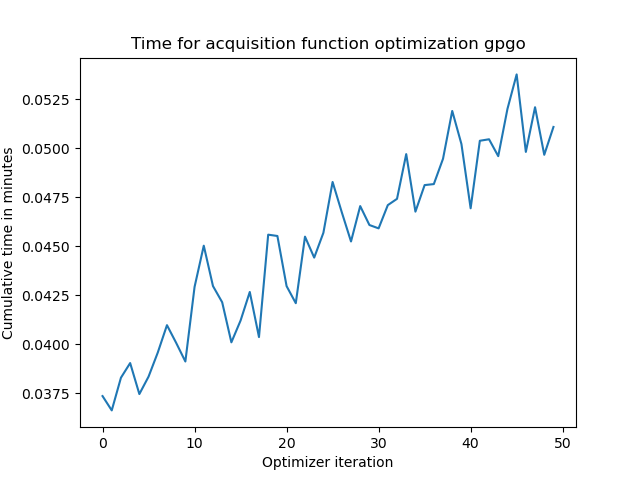 Time for acquisition function optimization gpgo
0.0525
0.0500
0.0475
0.0450
0.0425
0.0400
0.0375
Cumulative time in minutes
0 10 20 30 40 50
Optimizer iteration